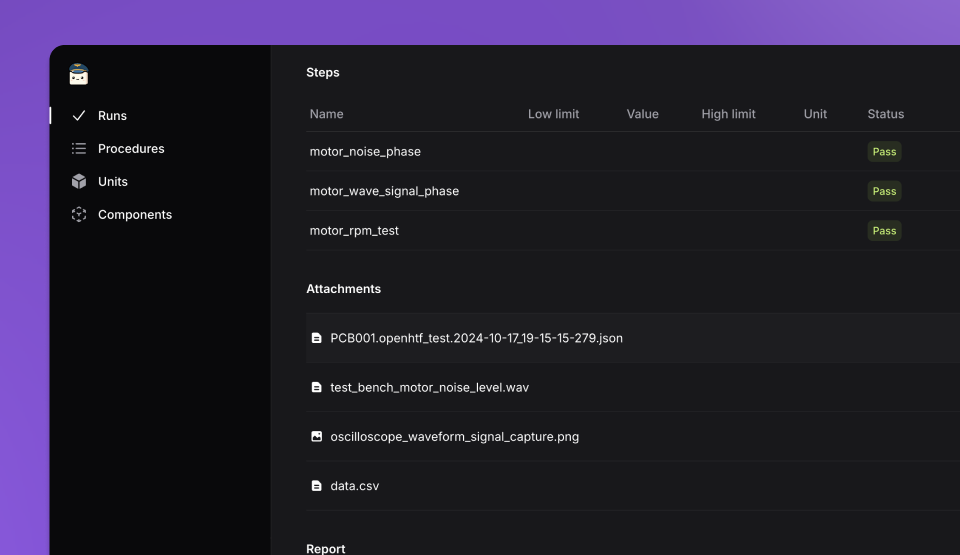 Runs
Procedures
Units
Components
Steps
Name Low limit Value High limit Unit Status
motor_noise_phase Pass
motor_wave_signal_phase Pass
motor_rpm_test Pass
Attachments
PCB001.openhtf_test.2024-10-17_19-15-15-279.json
test_bench_motor_noise_level.wav
oscilloscope_waveform_signal_capture.png
data.csv
Report